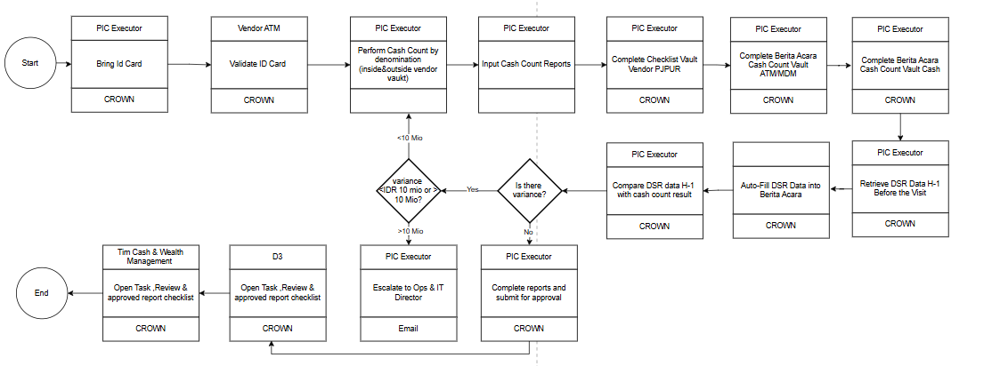 Start
PIC Executor
Bring Id Card
CROWN
Vendor ATM
Validate ID Card
CROWN
PIC Executor
Perform Cash Count by
denomination
(inside&outside vendor
vaukt)
PIC Executor
Input Cash Count Reports
PIC Executor
Complete Checklist Vault
Vendor PJPUR
CROWN
PIC Executor
Complete Berita Acara
Cash Count Vault
ATM/MDM
CROWN
PIC Executor
Complete Berita Acara
Cash Count Vault Cash
CROWN
PIC Executor
Retrieve DSR Data H-1
Before the Visit
CROWN
Auto-Fill DSR Data into
Berita Acara
CROWN
PIC Executor
Compare DSR data H-1
with cash count result
CROWN
Is there
variance?
Yes
No
variance
<IDR 10 mio or >
10 Mio?
<10 Mio
>10 Mio
PIC Executor
Complete reports and
submit for approval
CROWN
PIC Executor
Escalate to Ops & IT
Director
Email
D3
Open Task ,Review &
approved report checklist
CROWN
Tim Cash & Wealth
Management
Open Task ,Review &
approved report checklist
CROWN
End